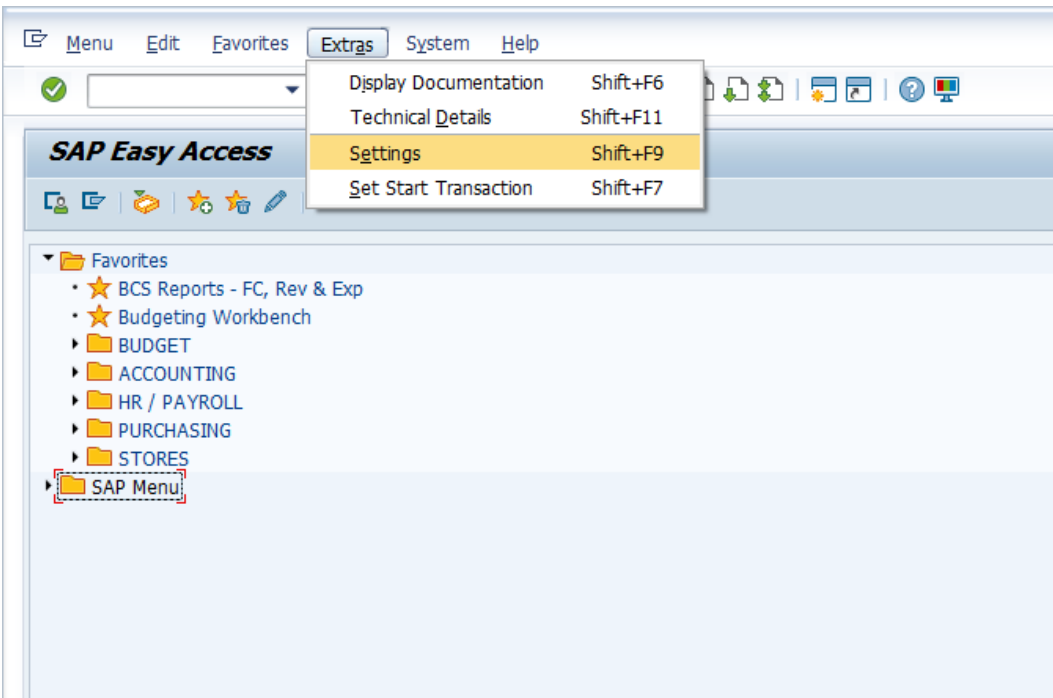 Menu Edit Favorites Extras System Help
Display Documentation Shift+F6
Technical Details Shift+F11
Settings Shift+F9
Set Start Transaction Shift+F7
SAP Easy Access
Favorites
BCS Reports - FC, Rev & Exp
Budgeting Workbench
BUDGET
ACCOUNTING
HR / PAYROLL
PURCHASING
STORES
SAP Menu